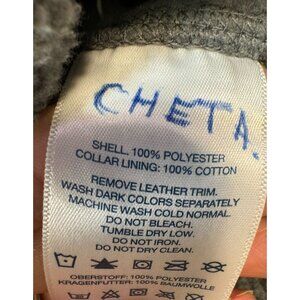 CHETA.
SHELL. 100% POLYESTER
COLLAR LINING: 100% COTTON
REMOVE LEATHER TRIM.
WASH DARK COLORS SEPARATELY
MACHINE WASH COLD NORMAL
DO NOT BLEACH.
TUMBLE DRY LOW.
DO NOT IRON.
DO NOT DRY CLEAN.
OBERSTOFF: 100% POLYESTER
KRAGENFUTTER: 100% BAUMWOLLE